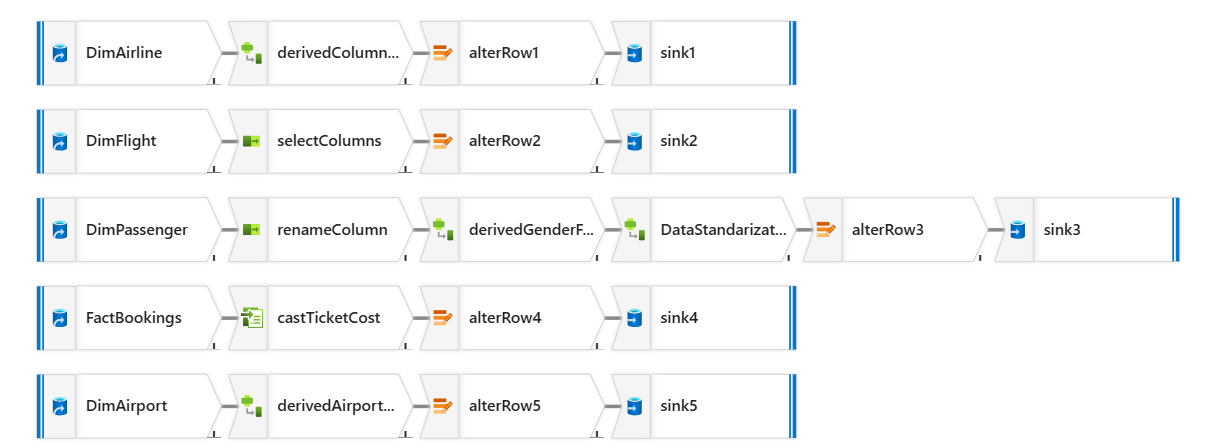 DimAirline derivedColumn... alterRow1 sink1
DimFlight selectColumns alterRow2 sink2
DimPassenger renameColumn derivedGenderF... DataStandarizat... alterRow3 sink3
FactBookings castTicketCost alterRow4 sink4
DimAirport derivedAirport... alterRow5 sink5